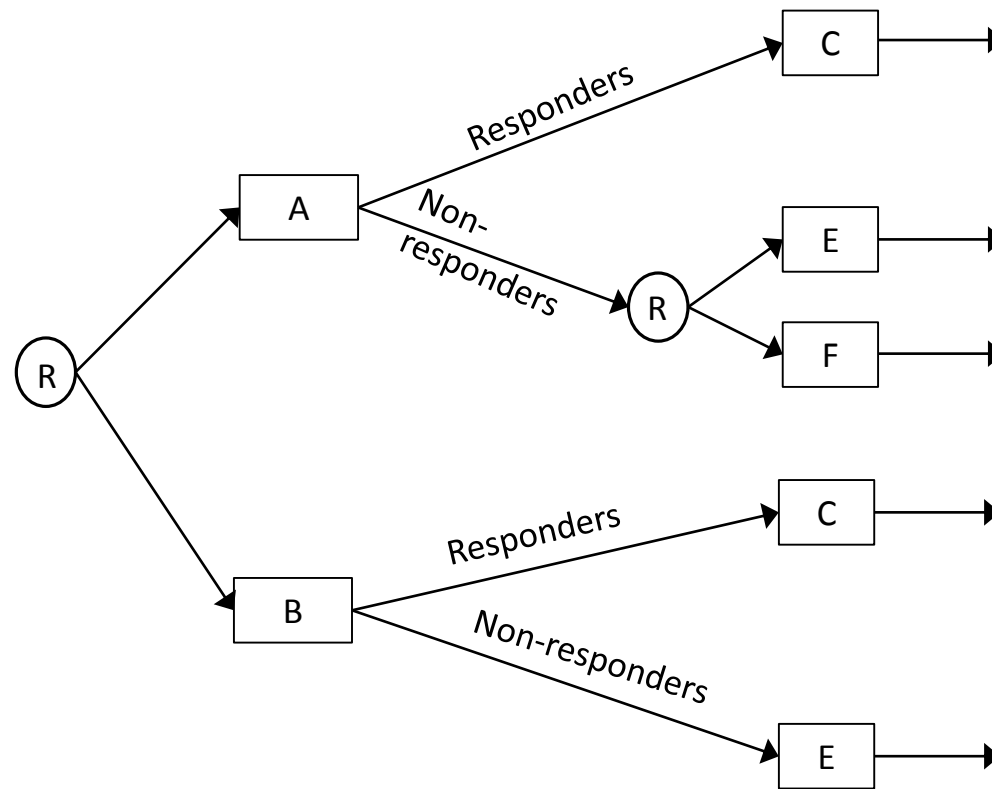 C
Responders
A
Non-
responders
E
R
F
R
C
Responders
B
Non-responders
E